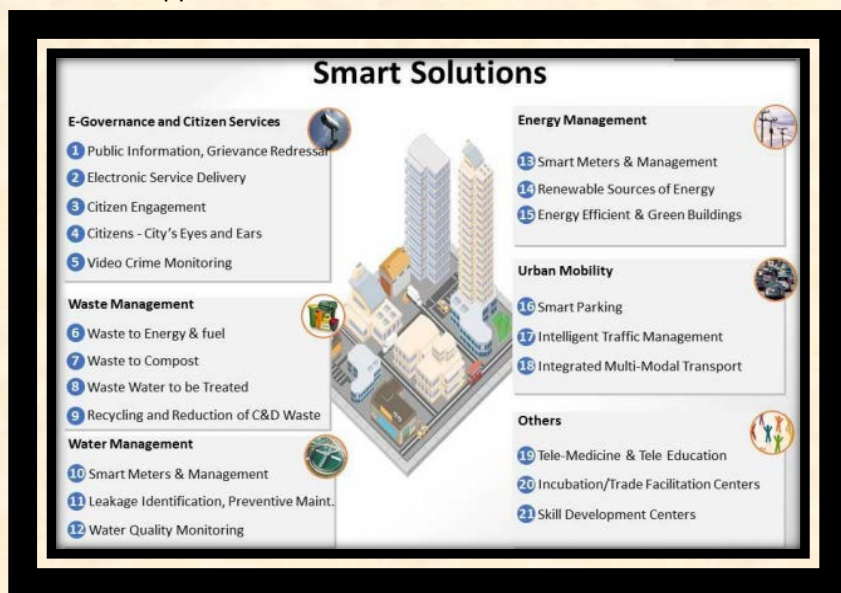 Smart Solutions
E-Governance and Citizen Services
1 Public Information, Grievance Redressal
2 Electronic Service Delivery
3 Citizen Engagement
4 Citizens - City's Eyes and Ears
5 Video Crime Monitoring
Waste Management
6 Waste to Energy & fuel
7 Waste to Compost
8 Waste Water to be Treated
9 Recycling and Reduction of C&D Waste
Water Management
10 Smart Meters & Management
11 Leakage Identification, Preventive Maint.
12 Water Quality Monitoring
Energy Management
13 Smart Meters & Management
14 Renewable Sources of Energy
15 Energy Efficient & Green Buildings
Urban Mobility
16 Smart Parking
17 Intelligent Traffic Management
18 Integrated Multi-Modal Transport
Others
19 Tele-Medicine & Tele Education
20 Incubation/Trade Facilitation Centers
21 Skill Development Centers